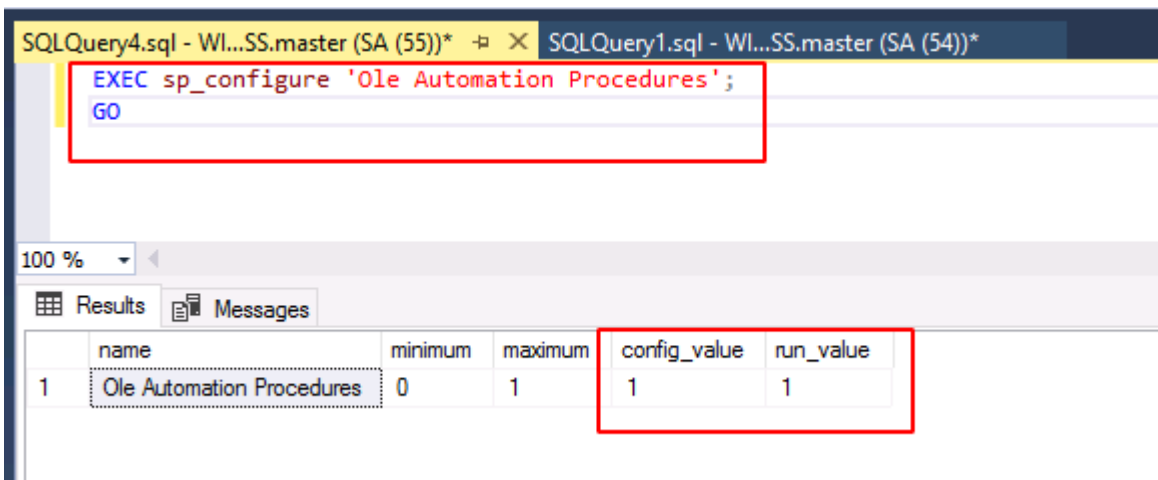 SQLQuery4.sql - WI...SS.master (SA (55))* SQLQuery1.sql - WI...SS.master (SA (54))*
EXEC sp_configure 'Ole Automation Procedures';
GO
100 %
Results Messages
name minimum maximum config_value run_value
1 Ole Automation Procedures 0 1 1 1